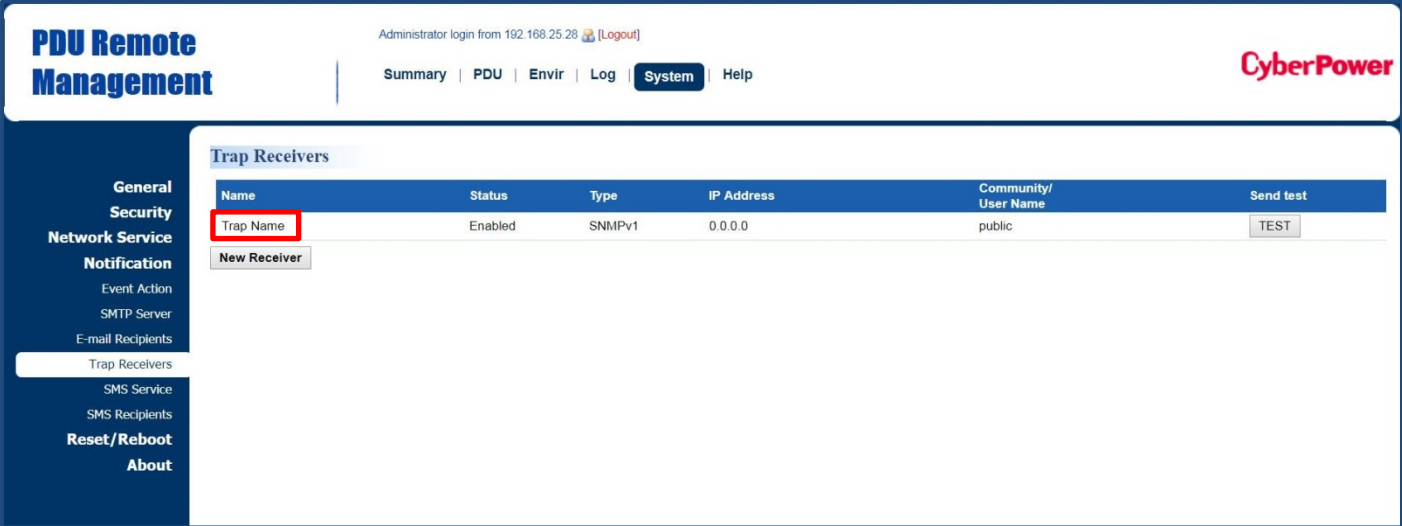 PDU Remote
Management
Administrator login from 192.168.25.28 [Logout]
Summary | PDU | Envir | Log | System | Help
CyberPower
General
Security
Network Service
Notification
Event Action
SMTP Server
E-mail Recipients
Trap Receivers
SMS Service
SMS Recipients
Reset/Reboot
About
Trap Receivers
Name Status Type IP Address Community/ Send test
User Name
Trap Name Enabled SNMPv1 0.0.0.0 public TEST
New Receiver